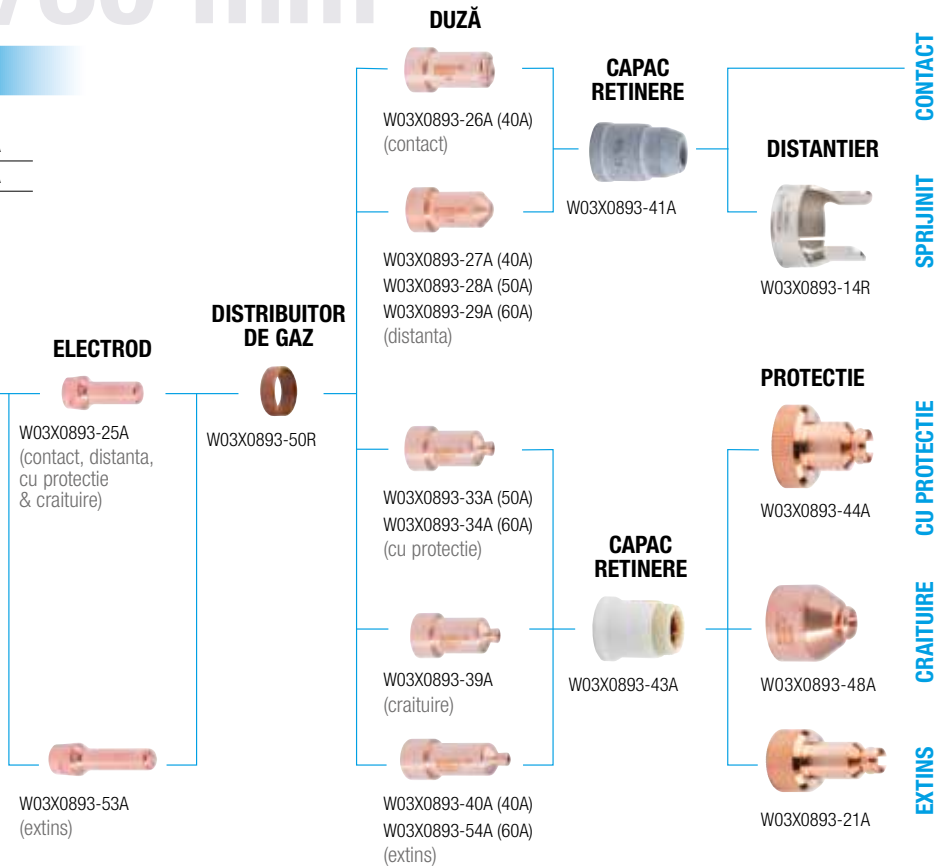 DUZĂ
W03X0893-26A (40A)
(contact)
W03X0893-27A (40A)
W03X0893-28A (50A)
W03X0893-29A (60A)
(distanta)
CAPAC
RETINERE
W03X0893-41A
DISTANTIER
W03X0893-14R
CONTACT
SPRIJINIT
ELECTROD
W03X0893-25A
(contact, distanta,
cu protectie
& craituire)
DISTRIBUITOR
DE GAZ
W03X0893-50R
W03X0893-33A (50A)
W03X0893-34A (60A)
(cu protectie)
W03X0893-39A
(craituire)
CAPAC
RETINERE
W03X0893-43A
PROTECTIE
W03X0893-44A
W03X0893-48A
W03X0893-21A
CU PROTECTIE
CRAITUIRE
EXTINS
W03X0893-53A
(extins)
W03X0893-40A (40A)
W03X0893-54A (60A)
(extins)